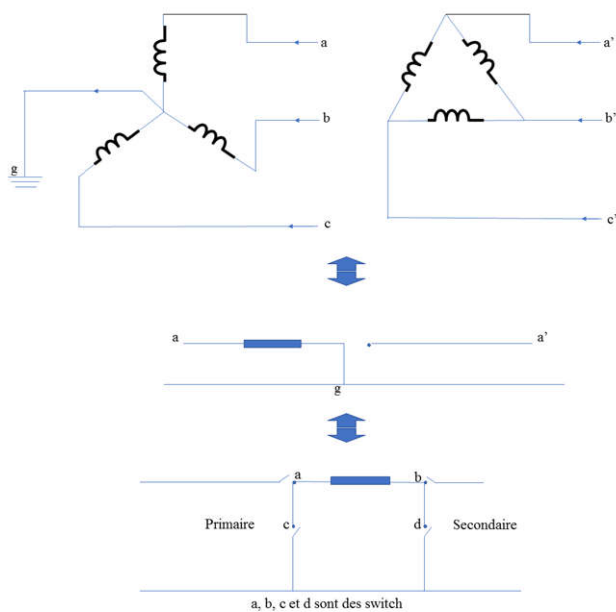 a
a'
b
b'
g
c
c'
a
a'
g
a
b
Primaire
c
d
Secondaire
a, b, c et d sont des switch